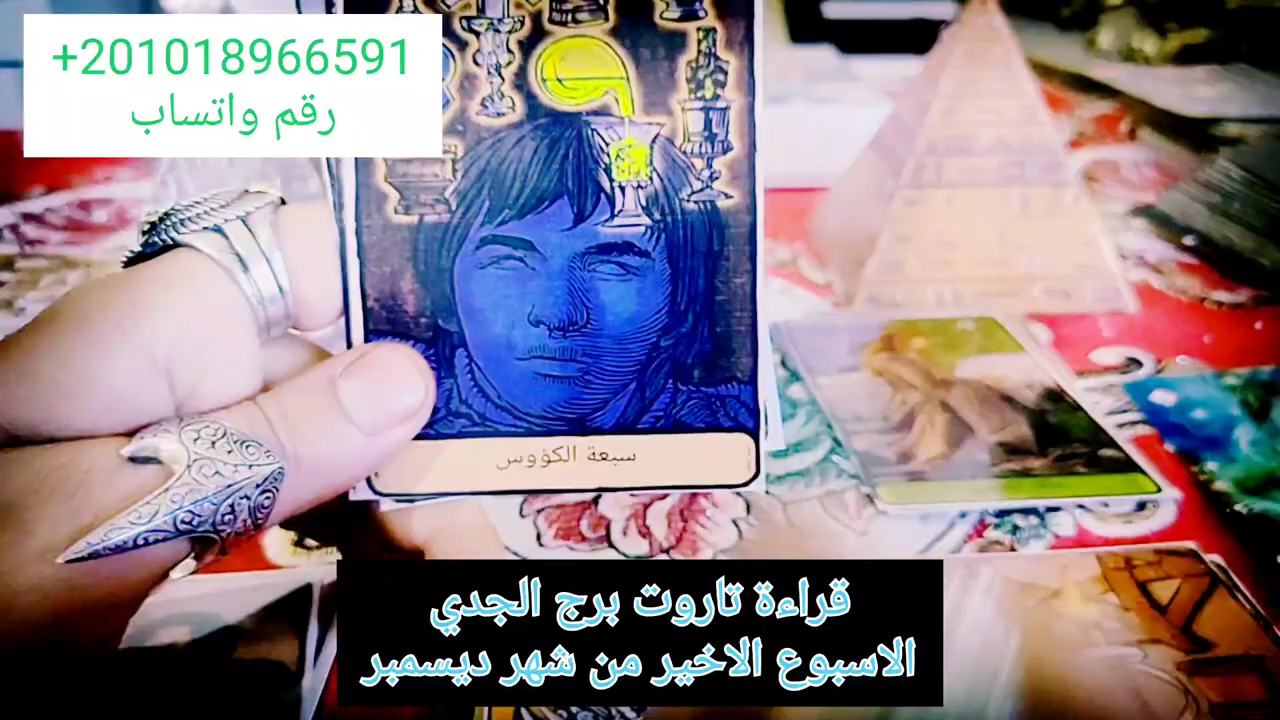 +201018966591
رقم واتساب
سبعة الكؤوس
قراءة تاروت برج الجدي
الاسبوع الاخير من شهر ديسمبر